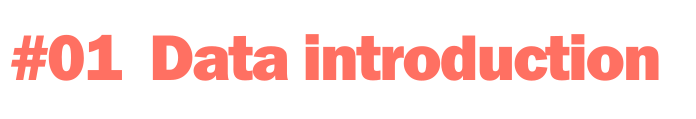 #01 Data introduction